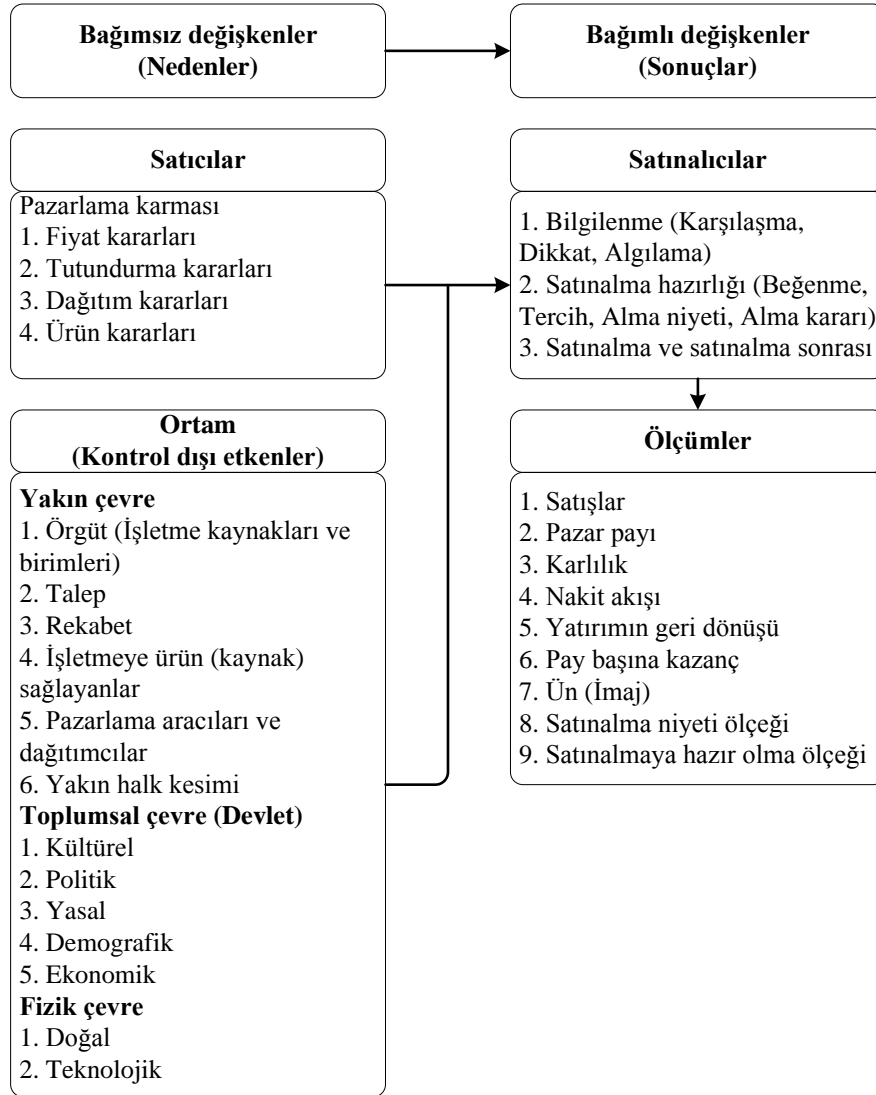 Bağımsız değişkenler
(Nedenler)
Bağımlı değişkenler
(Sonuçlar)
Satıcılar
Pazarlama karması
1. Fiyat kararları
2. Tutundurma kararları
3. Dağıtım kararları
4. Ürün kararları
Satınalıcılar
1. Bilgilenme (Karşılaşma,
Dikkat, Algılama)
2. Satınalma hazırlığı (Beğenme,
Tercih, Alma niyeti, Alma kararı)
3. Satınalma ve satınalma sonrası
Ortam
(Kontrol dışı etkenler)
Yakın çevre
1. Örgüt (İşletme kaynakları ve
birimleri)
2. Talep
3. Rekabet
4. İşletmeye ürün (kaynak)
sağlayanlar
5. Pazarlama aracıları ve
dağıtımcılar
6. Yakın halk kesimi
Toplumsal çevre (Devlet)
1. Kültürel
2. Politik
3. Yasal
4. Demografik
5. Ekonomik
Fizik çevre
1. Doğal
2. Teknolojik
Ölçümler
1. Satışlar
2. Pazar payı
3. Karlılık
4. Nakit akışı
5. Yatırımın geri dönüşü
6. Pay başına kazanç
7. Ün (İmaj)
8. Satınalma niyeti ölçeği
9. Satınalmaya hazır olma ölçeği